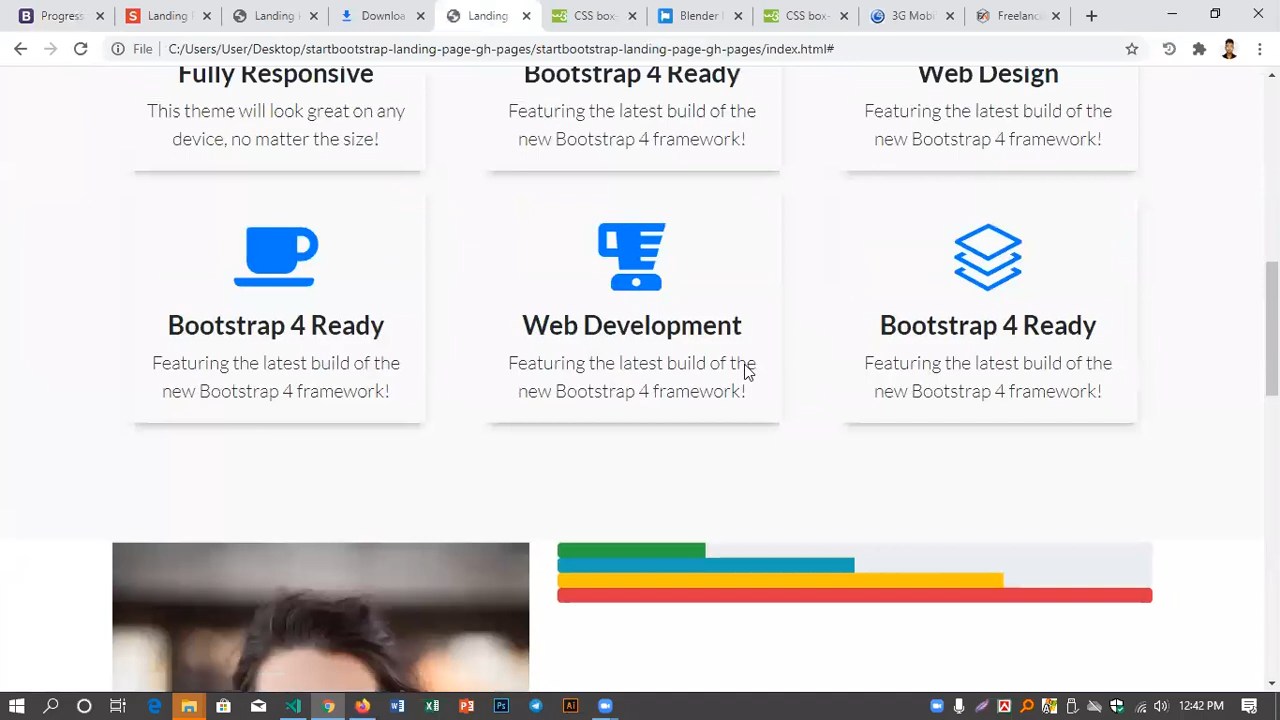 Progre
Landing
Landing
Downloa
Landing
CSS box-
Blende
CSS box-
3G Mo
Freelan
File
C:/Users/User/Desktop/startbootstrap-landing-page-gh-pages/startbootstrap-landing-page-gh-pages/index.html#
Fully Responsive
Bootstrap 4 Ready
Web Design
This theme will look great on any
device, no matter the size!
Featuring the latest build of the
new Bootstrap 4 framework!
Featuring the latest build of the
new Bootstrap 4 framework!
Bootstrap 4 Ready
Web Development
Bootstrap 4 Ready
Featuring the latest build of the
new Bootstrap 4 framework!
Featuring the latest build of the
new Bootstrap 4 framework!
Featuring the latest build of the
new Bootstrap 4 framework!
12:42 PM